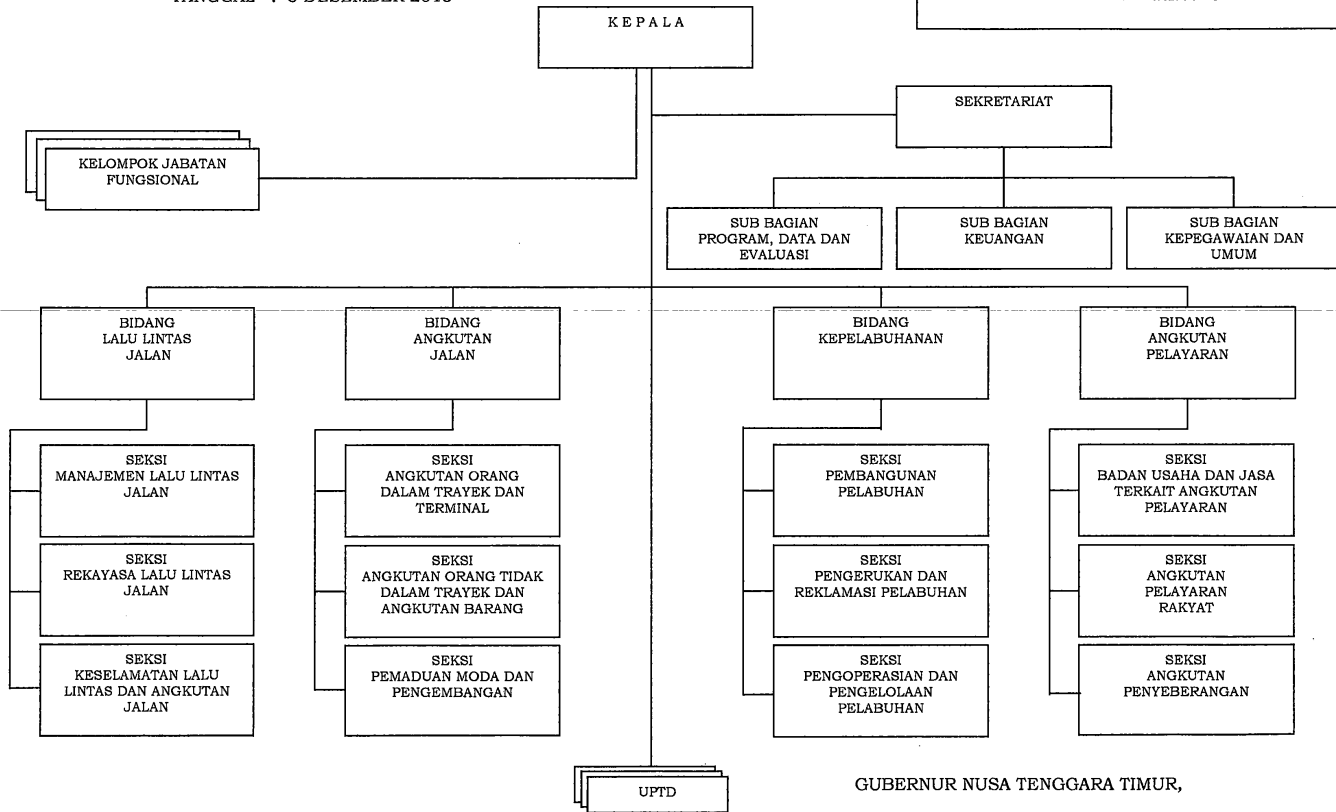 K E P A L A
SEKRETARIAT
KELOMPOK JABATAN
FUNGSIONAL
SUB BAGIAN
PROGRAM, DATA DAN
EVALUASI
SUB BAGIAN
KEUANGAN
SUB BAGIAN
KEPEGAWAIAN DAN
UMUM
BIDANG
LALU LINTAS
JALAN
BIDANG
ANGKUTAN
JALAN
BIDANG
KEPELABUHANAN
BIDANG
ANGKUTAN
PELAYARAN
SEKSI
MANAJEMEN LALU LINTAS
JALAN
SEKSI
ANGKUTAN ORANG
DALAM TRAYEK DAN
TERMINAL
SEKSI
PEMBANGUNAN
PELABUHAN
SEKSI
BADAN USAHA DAN JASA
TERKAIT ANGKUTAN
PELAYARAN
SEKSI
REKAYASA LALU LINTAS
JALAN
SEKSI
ANGKUTAN ORANG TIDAK
DALAM TRAYEK DAN
ANGKUTAN BARANG
SEKSI
PENGERUKAN DAN
REKLAMASI PELABUHAN
SEKSI
ANGKUTAN
PELAYARAN
RAKYAT
SEKSI
KESELAMATAN LALU
LINTAS DAN ANGKUTAN
JALAN
SEKSI
PEMADUAN MODA DAN
PENGEMBANGAN
SEKSI
PENGOPERASIAN DAN
PENGELOLAAN
PELABUHAN
SEKSI
ANGKUTAN
PENYEBERANGAN
UPTD
GUBERNUR NUSA TENGGARA TIMUR,